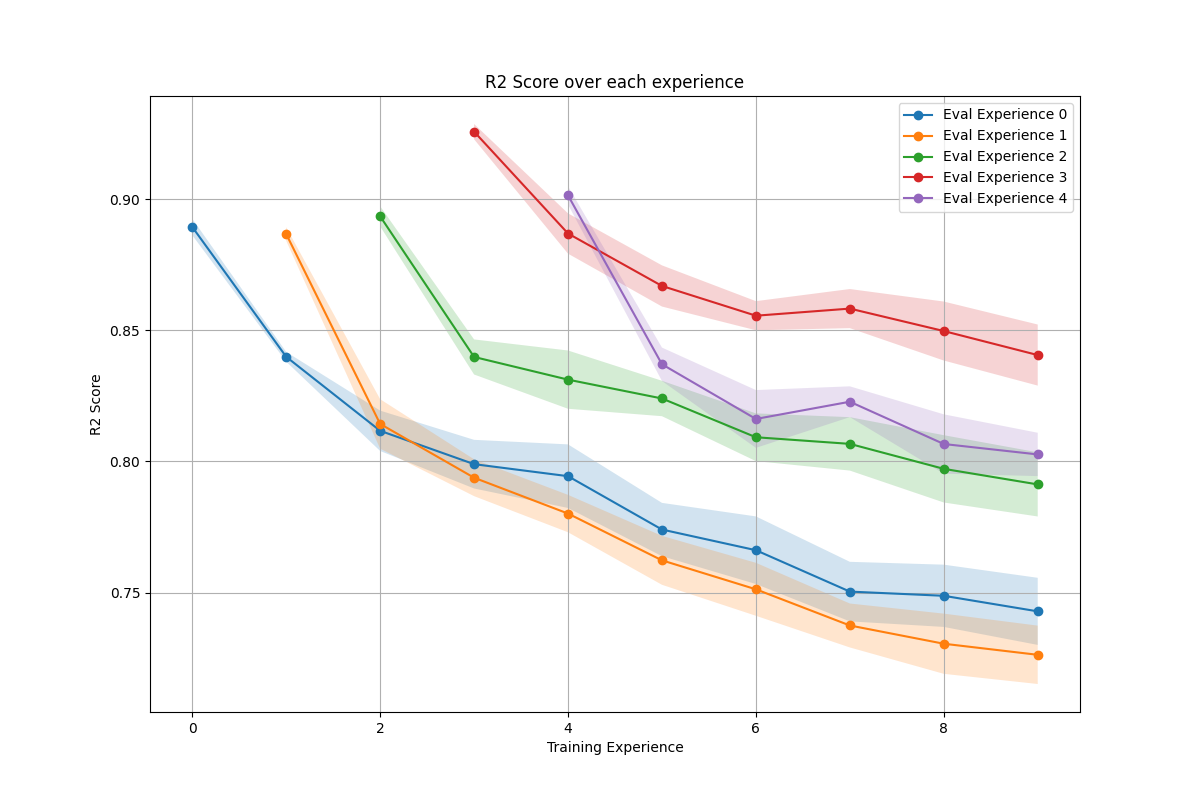 R2 Score over each experience
Eval Experience 0
Eval Experience 1
Eval Experience 2
Eval Experience 3
Eval Experience 4
0.90
0.85
0.80
0.75
R2 Score
0 2 4 6 8
Training Experience